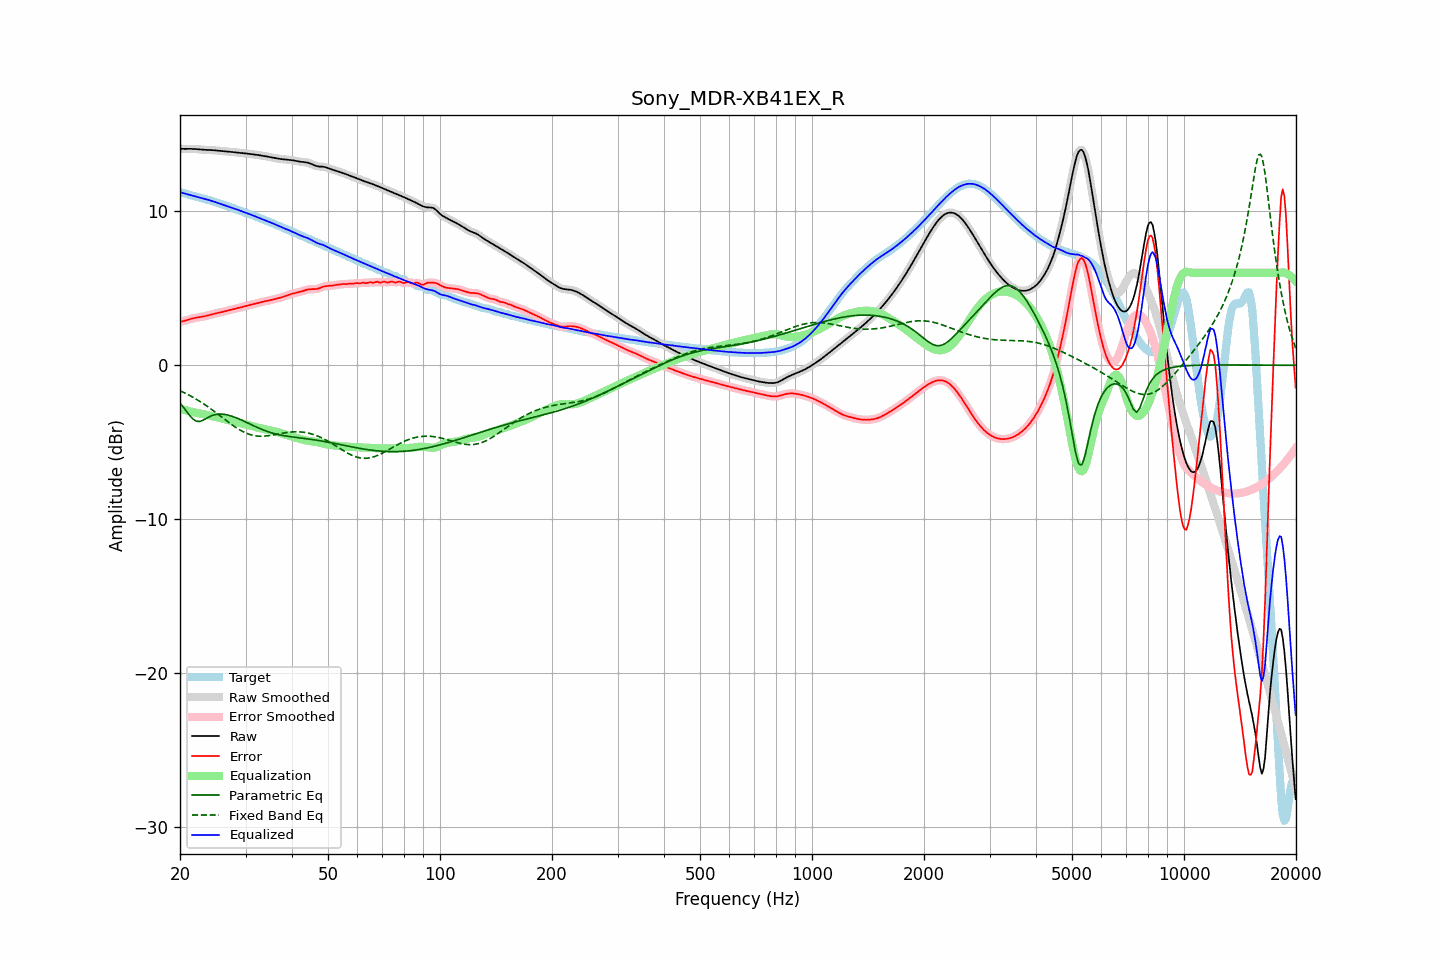 Sony_MDR-XB41EX_R
Amplitude (dBr)
10
0
−10
−20
−30
Target
Raw Smoothed
Error Smoothed
Raw
Error
Equalization
Parametric Eq
Fixed Band Eq
Equalized
20 50 100 200 500 1000 2000 5000 10000 20000
Frequency (Hz)